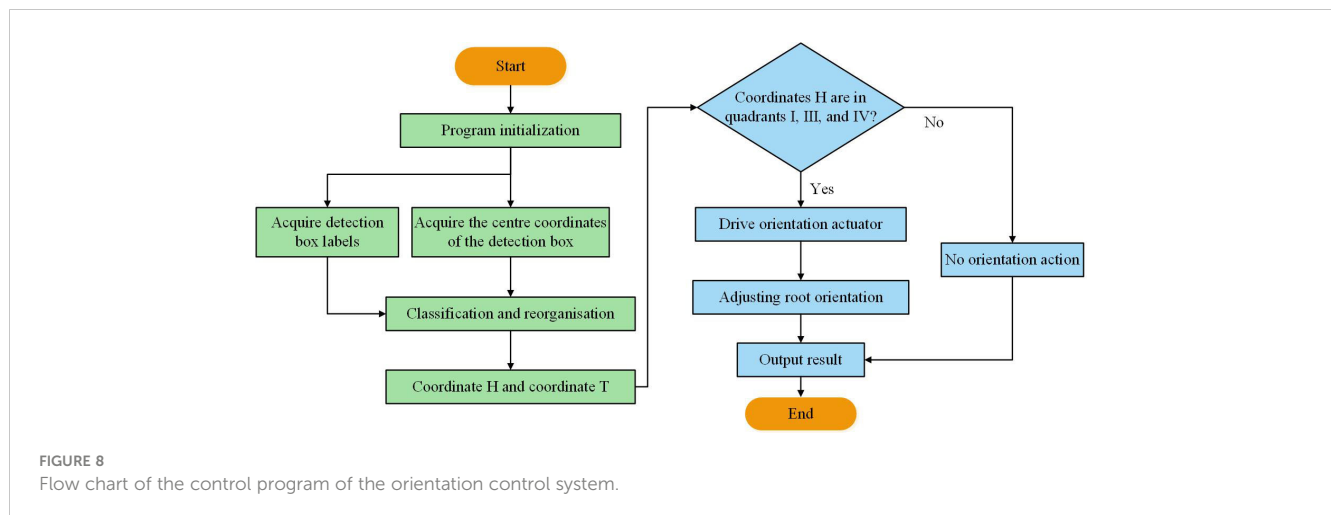 Start
Program initialization
Acquire detection
box labels
Acquire the centre coordinates
of the detection box
Classification and reorganisation
Coordinate H and coordinate T
Coordinates H are in
quadrants I, III, and IV?
No
Yes
Drive orientation actuator
No orientation action
Adjusting root orientation
Output result
End
FIGURE 8
Flow chart of the control program of the orientation control system.